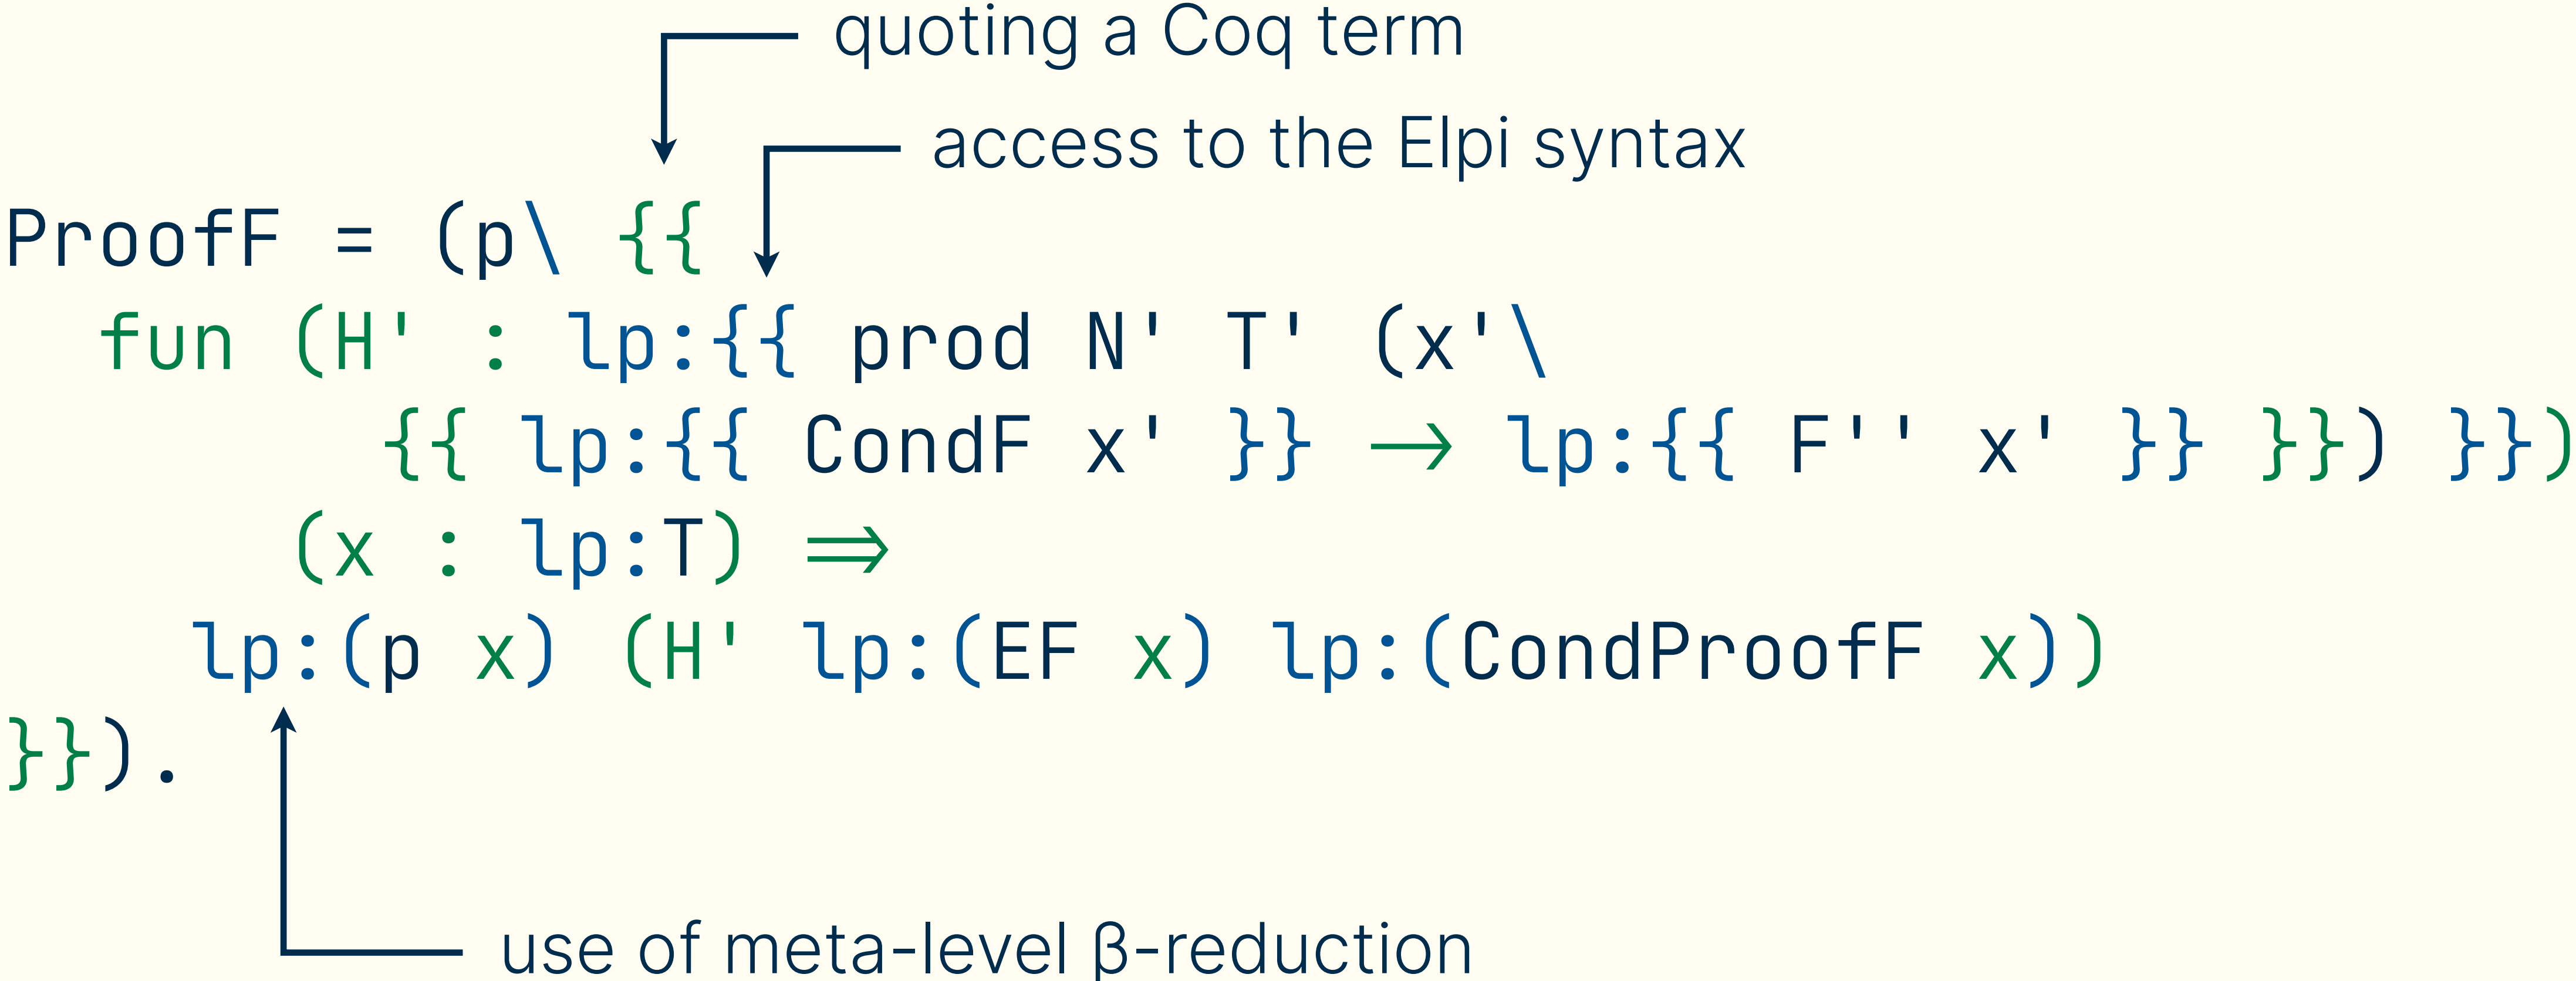 quoting a Coq term
access to the Elpi syntax
ProofF = (p\ {{
fun (H' : lp:{{ prod N' T' (x'\
{{ lp:{{ CondF x' }} → lp:{{ F'' x' }} }}) }})
(x : lp:T) ⇒
lp:(p x) (H' lp:(EF x) lp:(CondProofF x))
}}).
use of meta-level β-reduction